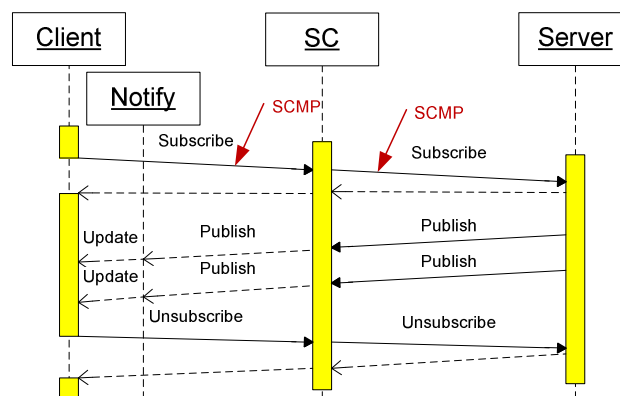 Client
SC
Server
Notify
SCMP
SCMP
Subscribe
Subscribe
Publish
Update
Publish
Publish
Update
Publish
Unsubscribe
Unsubscribe